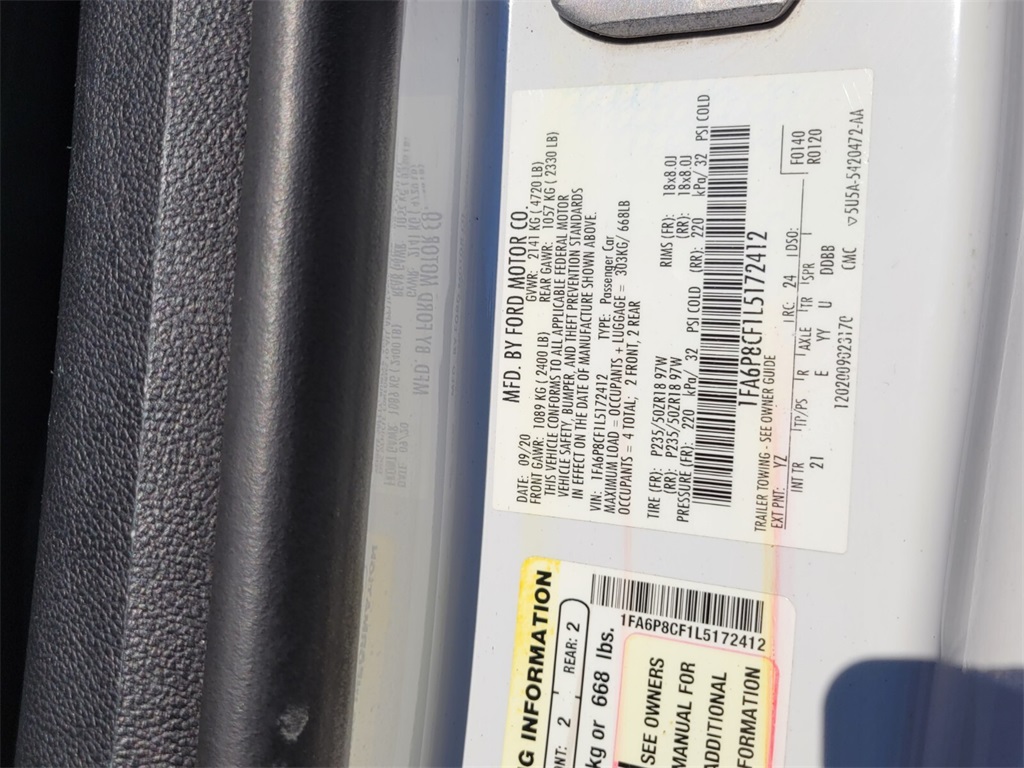 MFD. BY FORD MOTOR CO.
DATE: 09/20 GVWR: 2141 KG ( 4720 LB)
FRONT GAWR: 1089 KG ( 2400 LB) REAR GAWR: 1057 KG ( 2330 LB)
THIS VEHICLE CONFORMS TO ALL APPLICABLE FEDERAL MOTOR
VEHICLE SAFETY, BUMPER, AND THEFT PREVENTION STANDARDS
IN EFFECT ON THE DATE OF MANUFACTURE SHOWN ABOVE.
VIN: 1FA6P8CF1L5172412 TYPE: Passenger Car
MAXIMUM LOAD = OCCUPANTS + LUGGAGE = 303KG/ 668LB
OCCUPANTS = 4 TOTAL; 2 FRONT, 2 REAR
TIRE (FR): P235/50ZR18 97W RIMS (FR): 18x8.0J
(RR): P235/50ZR18 97W (RR): 18x8.0J
PRESSURE (FR): 220 kPa/ 32 PSI COLD (RR): 220 kPa/ 32 PSI COLD
1FA6P8CF1L5172412
TRAILER TOWING - SEE OWNER GUIDE
EXT PNT: YZ RC: 24 DSO: F0140
R0120
INT TR TP/PS R AXLE TR SPR
21 E YY U DDBB
12020090203170 CMC ▽5U5A-5420472-AA
G INFORMATION
ONT: 2 REAR: 2
kg or 668 lbs.
1FA6P8CF1L5172412
SEE OWNERS
MANUAL FOR
ADDITIONAL
FORMATION